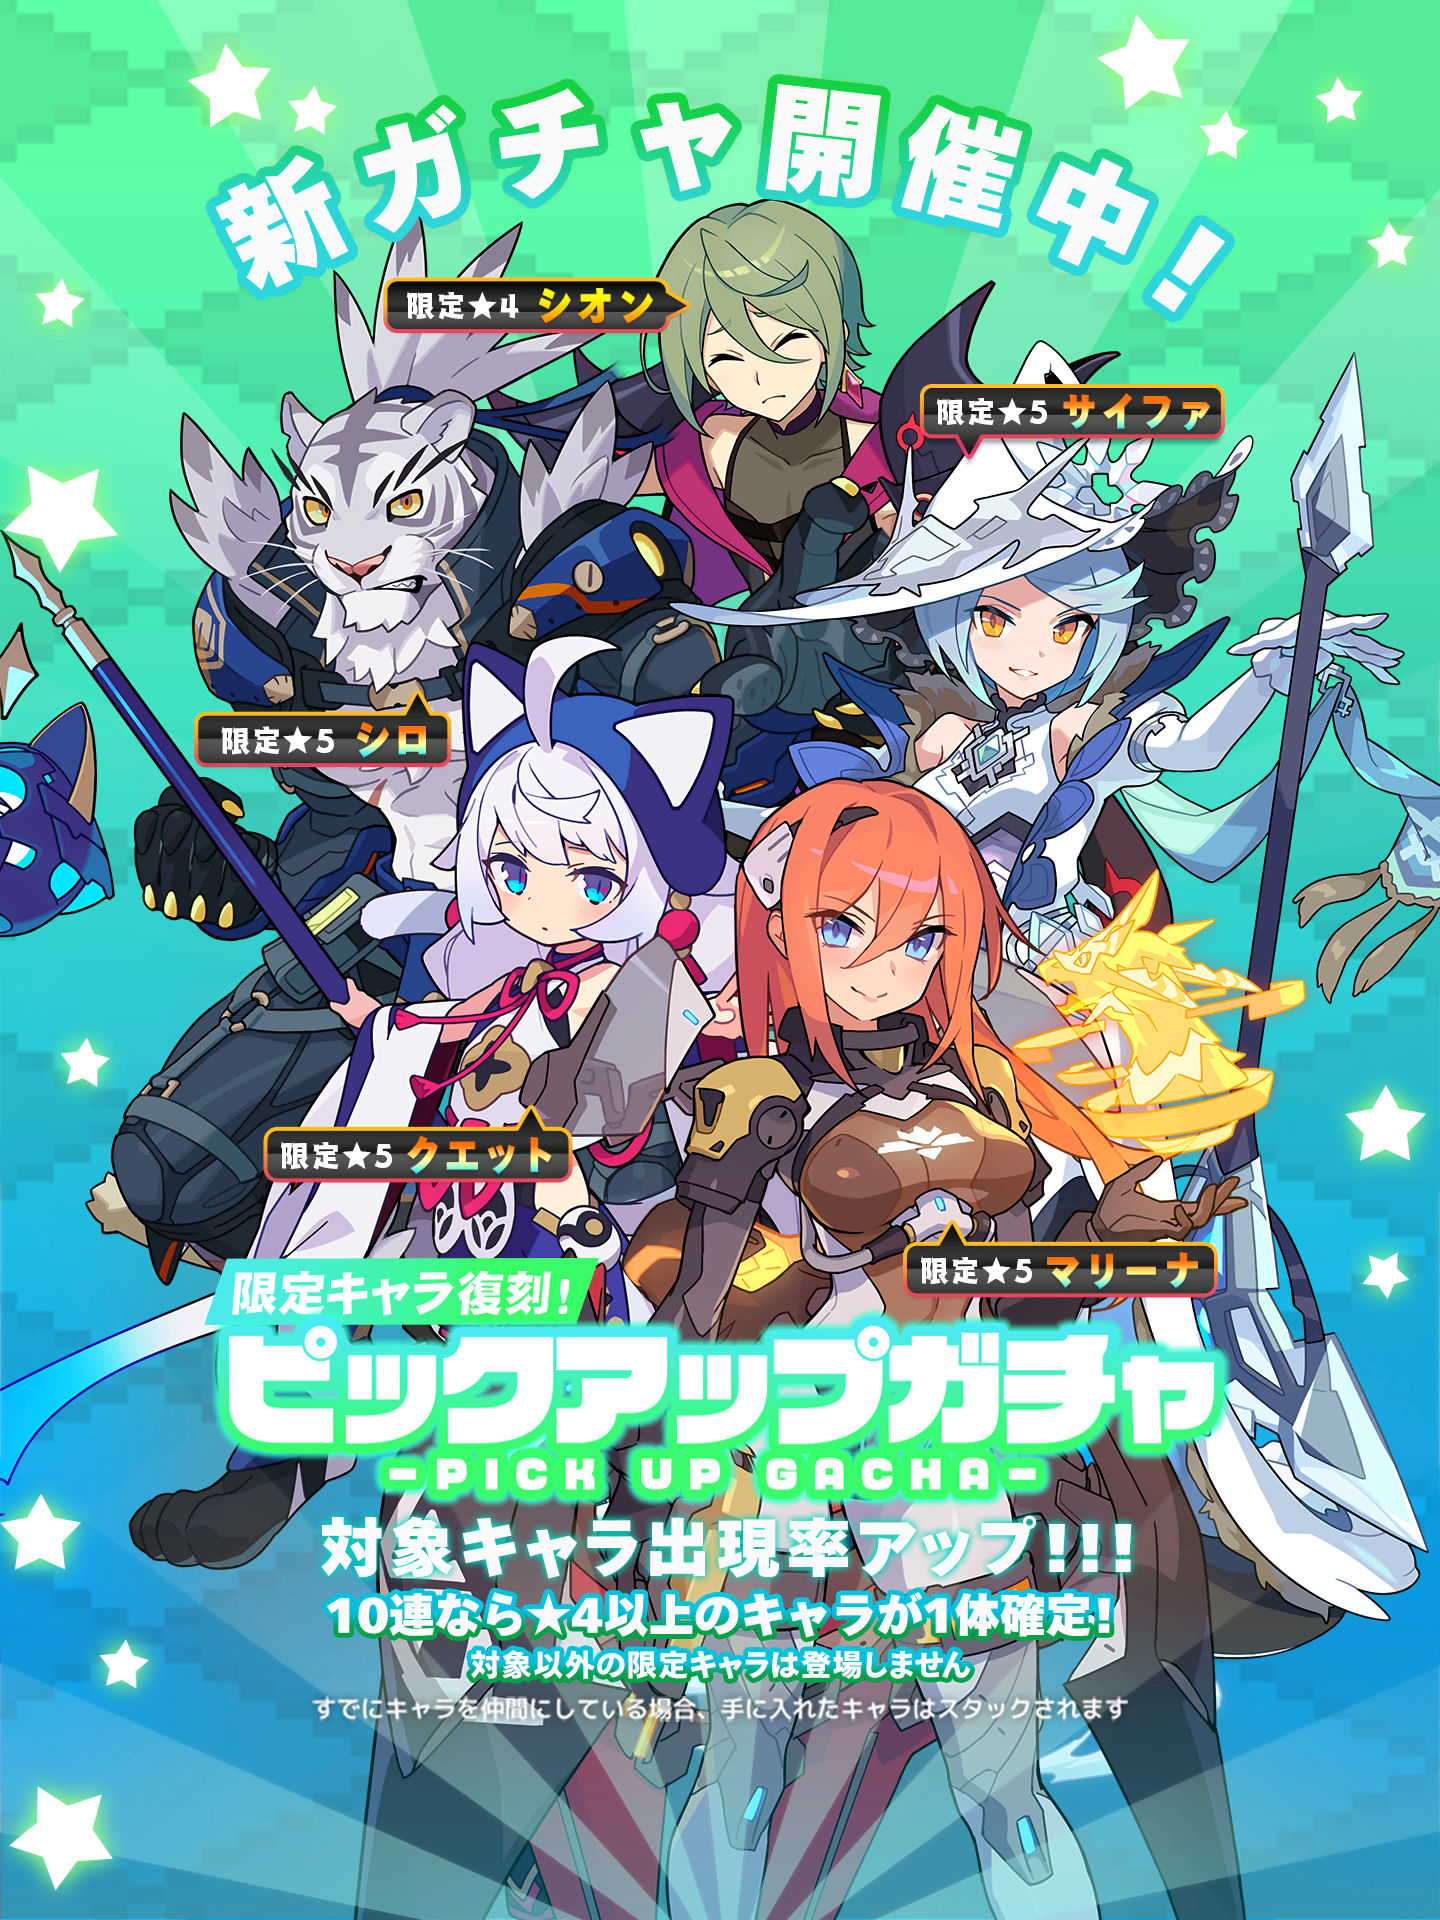 新ガチャ開催中!
限定★4 シオン
限定★5 サイファ
限定★5 シロ
限定★5 クエット
限定★5 マリーナ
限定キャラ復刻!
ピックアップガチャ
-PICK UP GACHA-
対象キャラ出現率アップ!!!
10連なら★4以上のキャラが1体確定!
対象以外の限定キャラは登場しません
すでにキャラを仲間にしている場合、手に入れたキャラはスタックされます